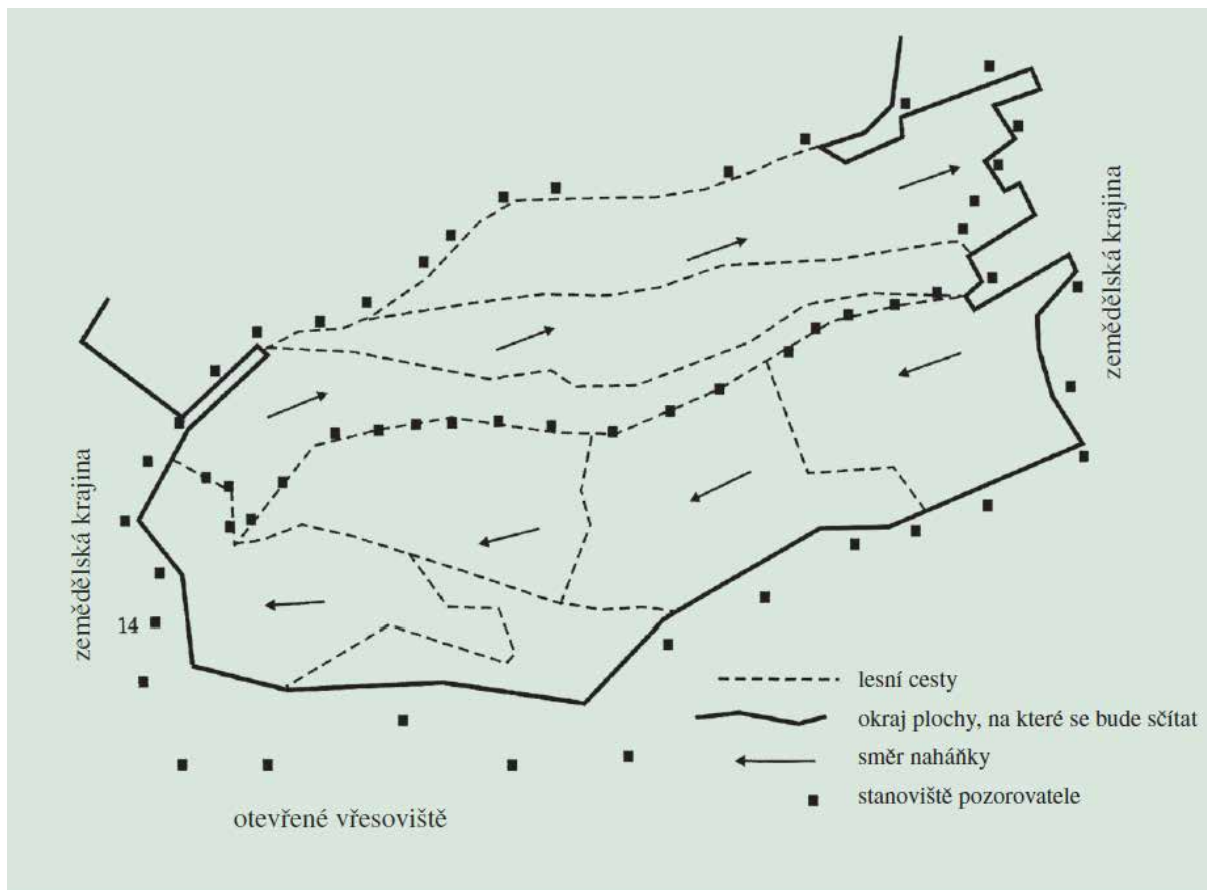 zemědělská krajina
zemědělská krajina
14
lesní cesty
okraj plochy, na které se bude sčítat
směr naháňky
stanoviště pozorovatele
otevřené vřesoviště